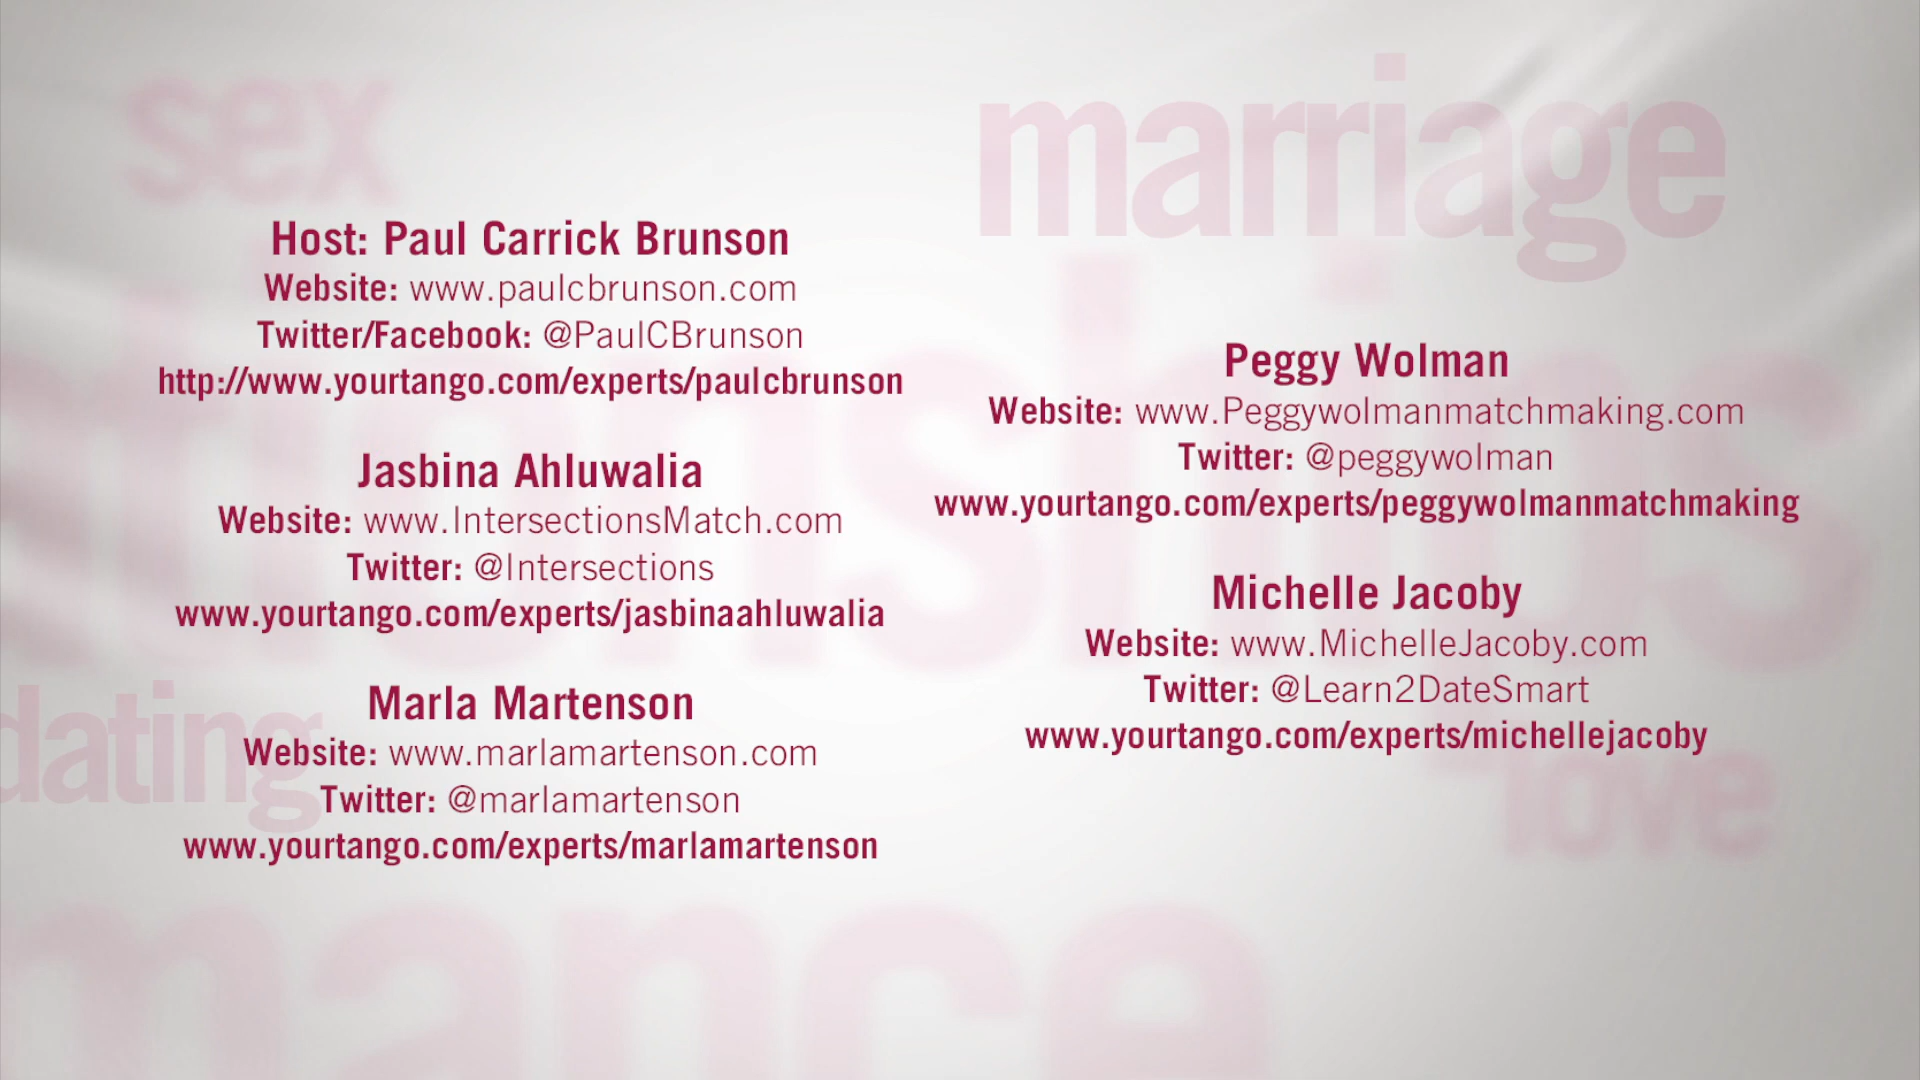 sex
marriage
Host: Paul Carrick Brunson
Website: www.paulcbrunson.com
Twitter/Facebook: @PaulCBrunson
http://www.yourtango.com/experts/paulcbrunson
Jasbina Ahluwalia
Website: www.IntersectionsMatch.com
Twitter: @Intersections
www.yourtango.com/experts/jasbinaahluwalia
Marla Martenson
Website: www.marlamartenson.com
Twitter: @marlamartenson
www.yourtango.com/experts/marlamartenson
Peggy Wolman
Website: www.Peggywolmanmatchmaking.com
Twitter: @peggywolman
www.yourtango.com/experts/peggywolmanmatchmaking
Michelle Jacoby
Website: www.MichelleJacoby.com
Twitter: @Learn2DateSmart
www.yourtango.com/experts/michellejacoby
ationships
dating
love
mance